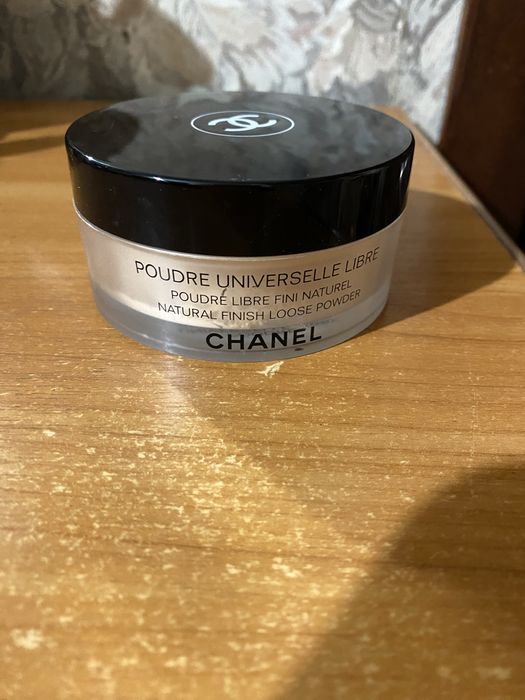 POUDRE UNIVERSELLE LIBRE
POUDRE LIBRE FINI NATUREL
NATURAL FINISH LOOSE POWDER
CHANEL